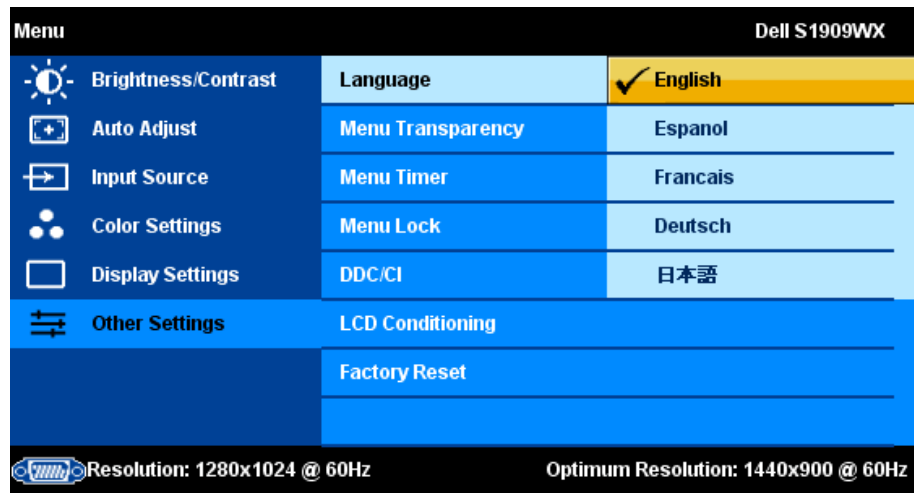 Menu Dell S1909WX
Brightness/Contrast Language English
Auto Adjust Menu Transparency Espanol
Input Source Menu Timer Francais
Color Settings Menu Lock Deutsch
Display Settings DDC/CI 日本語
Other Settings LCD Conditioning
Factory Reset
Resolution: 1280x1024 @ 60Hz Optimum Resolution: 1440x900 @ 60Hz